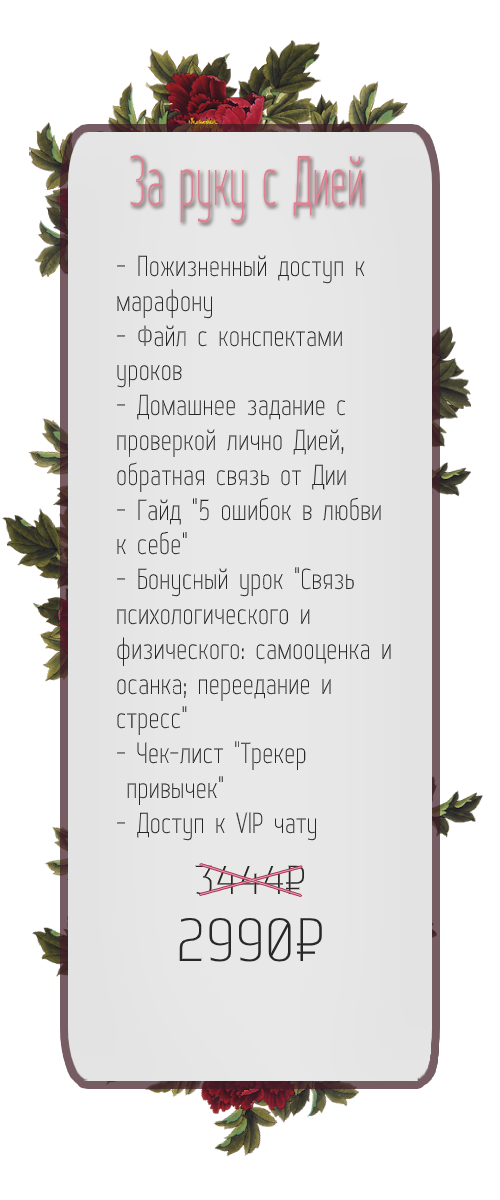 За руку с Дией
- Пожизненный доступ к
марафону
- Файл с конспектами
уроков
- Домашнее задание с
проверкой лично Дией,
обратная связь от Дии
- Гайд "5 ошибок в любви
к себе"
- Бонусный урок "Связь
психологического и
физического: самооценка и
осанка; переедание и
стресс"
- Чек-лист "Трекер
привычек"
- Доступ к VIP чату
3444₽
2990₽